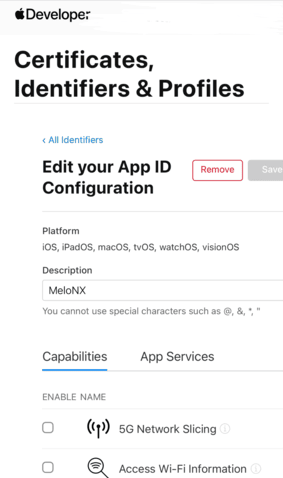 Developer
Certificates,
Identifiers & Profiles
‹ All Identifiers
Edit your App ID
Configuration
Remove
Save
Platform
iOS, iPadOS, macOS, tvOS, watchOS, visionOS
Description
MeloNX
You cannot use special characters such as @, &, *, "
Capabilities
App Services
ENABLE NAME
5G Network Slicing
Access Wi-Fi Information